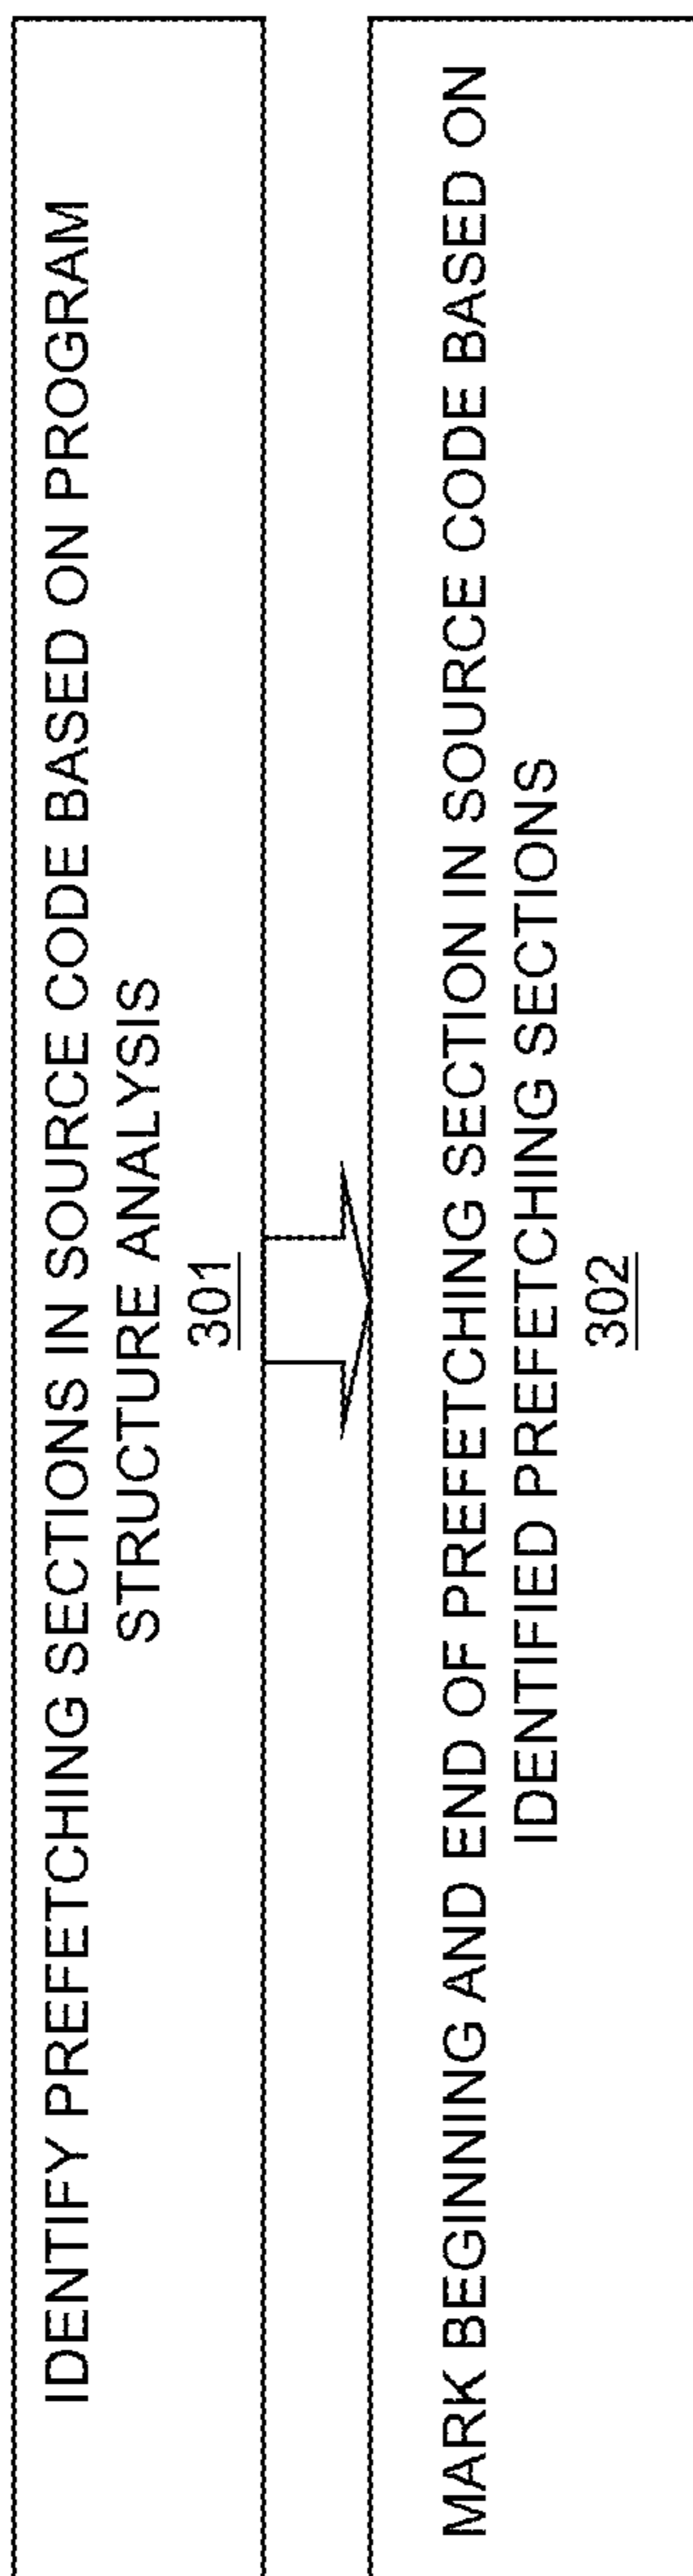 IDENTIFY PREFETCHING SECTIONS IN SOURCE CODE BASED ON PROGRAM
STRUCTURE ANALYSIS
301
MARK BEGINNING AND END OF PREFETCHING SECTION IN SOURCE CODE BASED ON
IDENTIFIED PREFETCHING SECTIONS
302